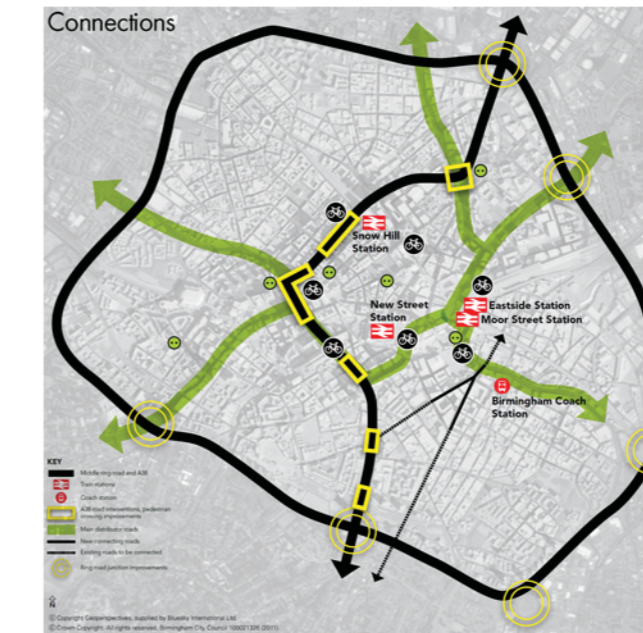 Connections
Snow Hill
Station
New Street
Station
Eastside Station
Moor Street Station
Birmingham Coach
Station
KEY
Middle ring road and A38
Train stations
Coach station
A38 road interventions, pedestrian
crossing improvements
Main distributor roads
New connecting roads
Existing roads to be connected
Ring road junction improvements
N
© Copyright Geoperspectives, supplied by Bluesky International Ltd.
© Crown Copyright. All rights reserved, Birmingham City Council 100021326 (2011).